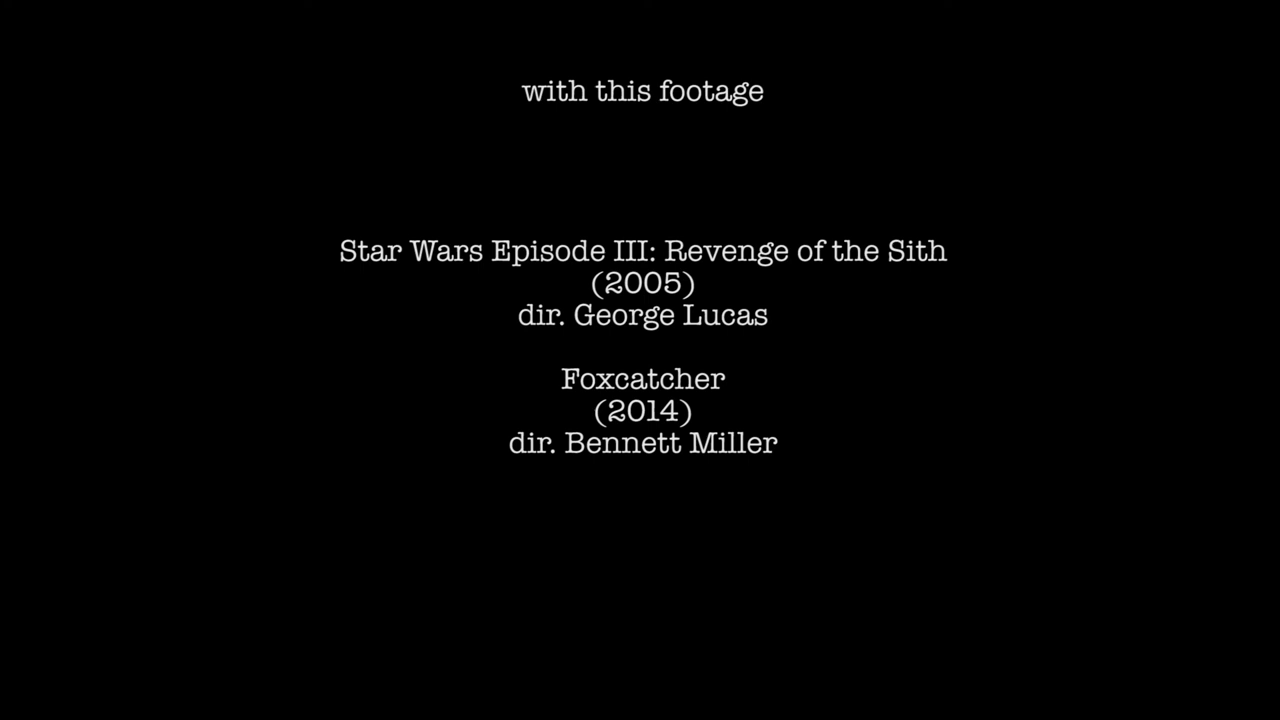 with this footage
Star Wars Episode III: Revenge of the Sith
(2005)
dir. George Lucas
Foxcatcher
(2014)
dir. Bennett Miller